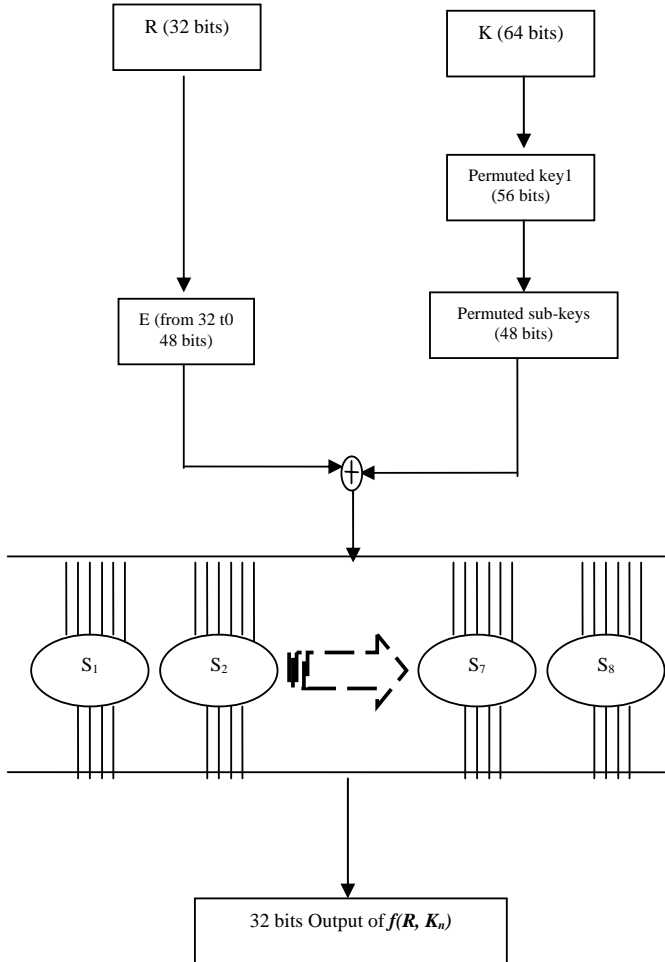 R (32 bits)
K (64 bits)
Permuted key1
(56 bits)
E (from 32 t0
48 bits)
Permuted sub-keys
(48 bits)
S1
S2
S7
S8
32 bits Output of f(R, Kn)